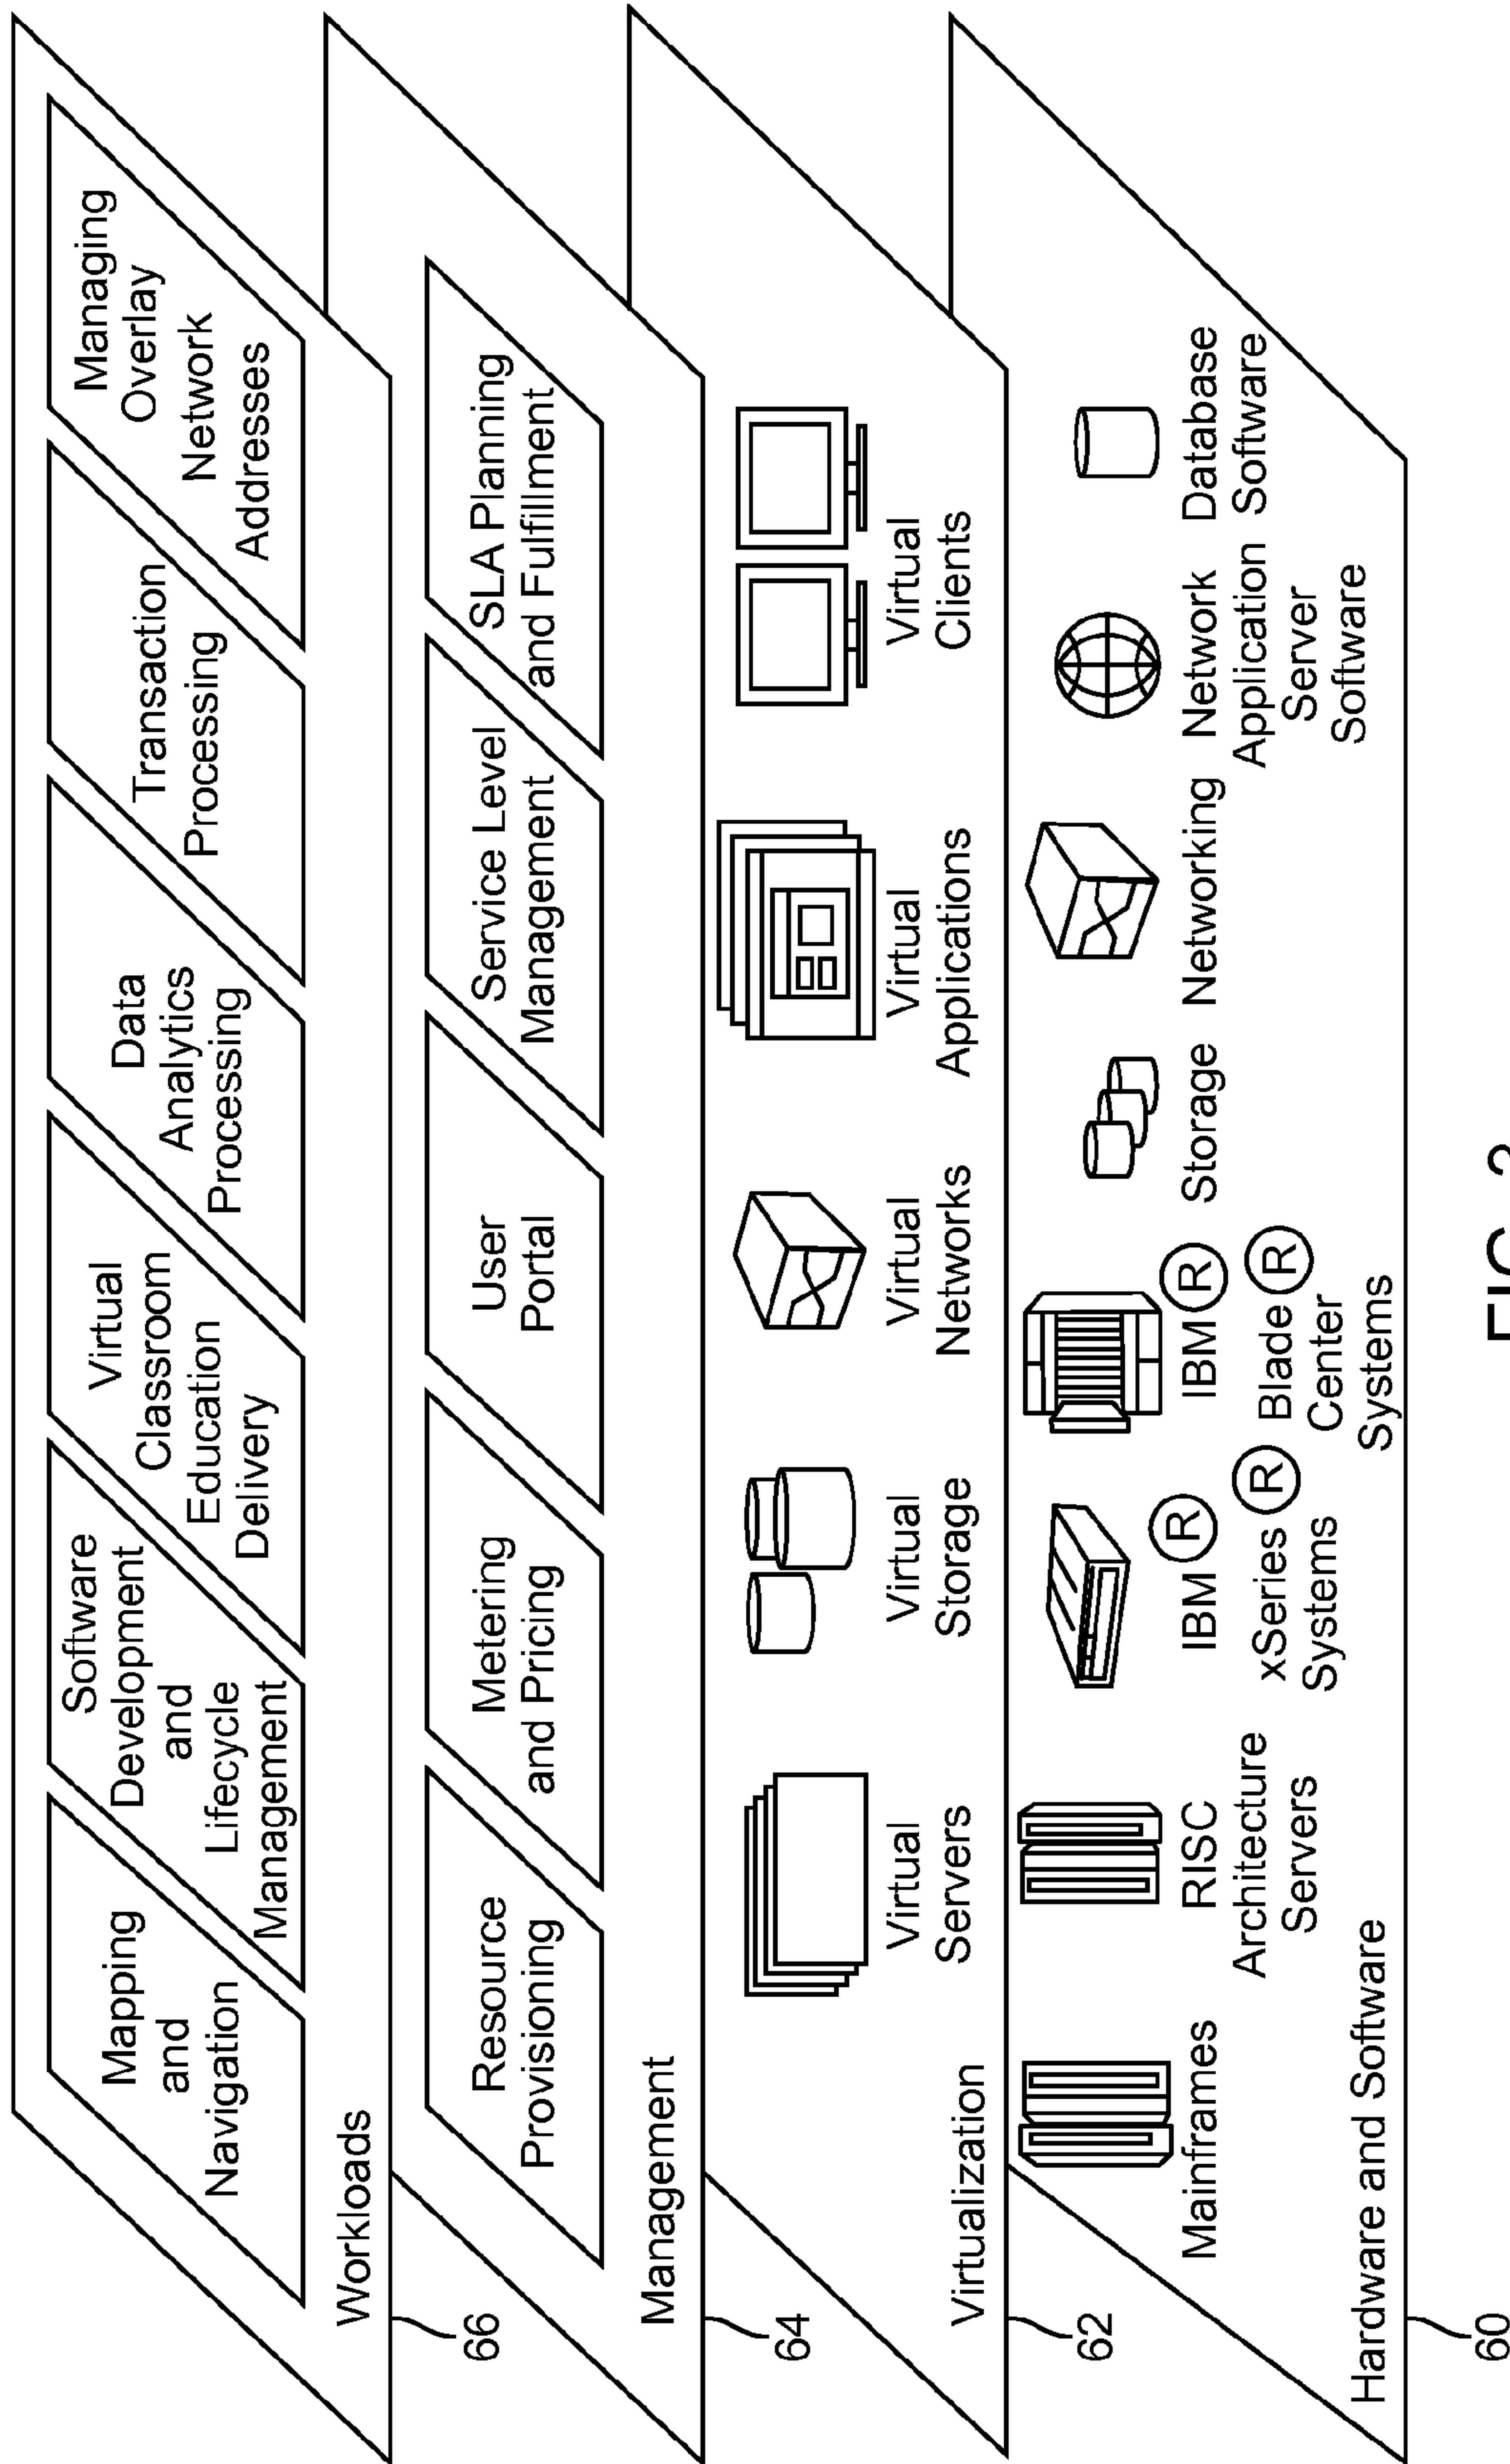 Mapping
and
Navigation
Software
Development
and
Lifecycle
Management
Virtual
Classroom
Education
Delivery
Data
Analytics
Processing
Transaction
Processing
Managing
Overlay
Network
Addresses
Workloads
66
Resource
Provisioning
Metering
and Pricing
User
Portal
Service Level
Management
SLA Planning
and Fulfillment
Management
64
Virtual
Servers
Virtual
Storage
Virtual
Networks
Virtual
Applications
Virtual
Clients
Virtualization
62
Mainframes
RISC
Architecture
Servers
IBM ®
xSeries ®
Systems
IBM ®
Blade ®
Center
Systems
Storage
Networking
Network
Application
Server
Software
Database
Software
Hardware and Software
60
FIG